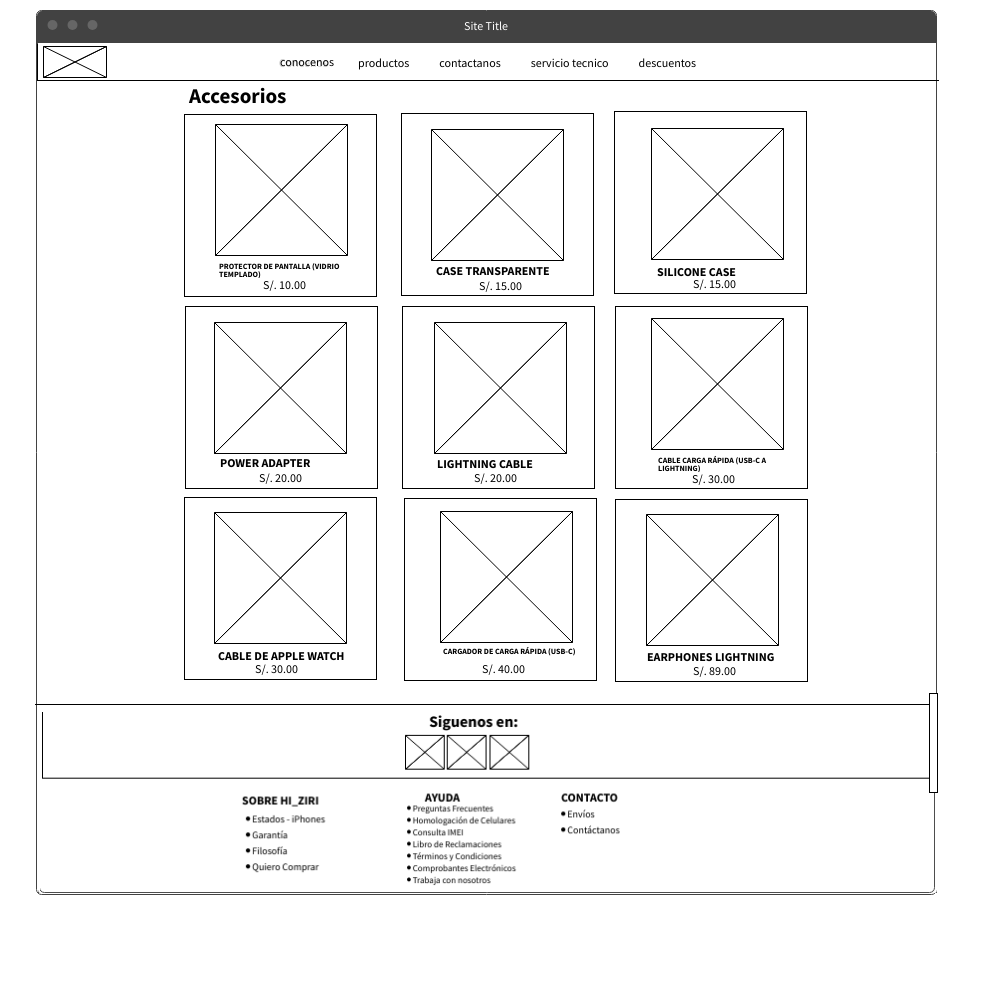 Site Title
conocenos productos contactanos servicio tecnico descuentos
Accesorios
PROTECTOR DE PANTALLA (VIDRIO
TEMPLADO)
S/. 10.00
CASE TRANSPARENTE
S/. 15.00
SILICONE CASE
S/. 15.00
POWER ADAPTER
S/. 20.00
LIGHTNING CABLE
S/. 20.00
CABLE CARGA RÁPIDA (USB-C A
LIGHTNING)
S/. 30.00
CABLE DE APPLE WATCH
S/. 30.00
CARGADOR DE CARGA RÁPIDA (USB-C)
S/. 40.00
EARPHONES LIGHTNING
S/. 89.00
Siguenos en:
SOBRE HI_ZIRI
Estados - iPhones
Garantía
Filosofía
Quiero Comprar
AYUDA
Preguntas Frecuentes
Homologación de Celulares
Consulta IMEI
Libro de Reclamaciones
Términos y Condiciones
Comprobantes Electrónicos
Trabaja con nosotros
CONTACTO
Envíos
Contáctanos